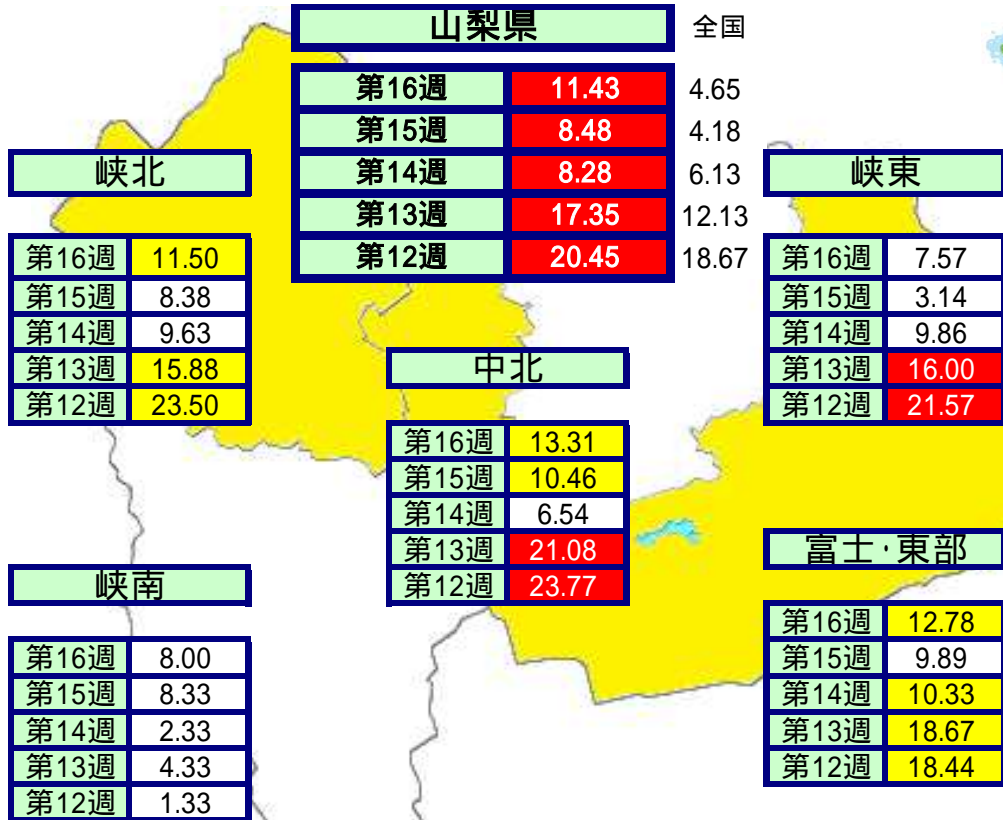 山梨県 全国
第16週 11.43 4.65
第15週 8.48 4.18
第14週 8.28 6.13
第13週 17.35 12.13
第12週 20.45 18.67
峡北
第16週 11.50
第15週 8.38
第14週 9.63
第13週 15.88
第12週 23.50
峡東
第16週 7.57
第15週 3.14
第14週 9.86
第13週 16.00
第12週 21.57
中北
第16週 13.31
第15週 10.46
第14週 6.54
第13週 21.08
第12週 23.77
峡南
第16週 8.00
第15週 8.33
第14週 2.33
第13週 4.33
第12週 1.33
富士・東部
第16週 12.78
第15週 9.89
第14週 10.33
第13週 18.67
第12週 18.44